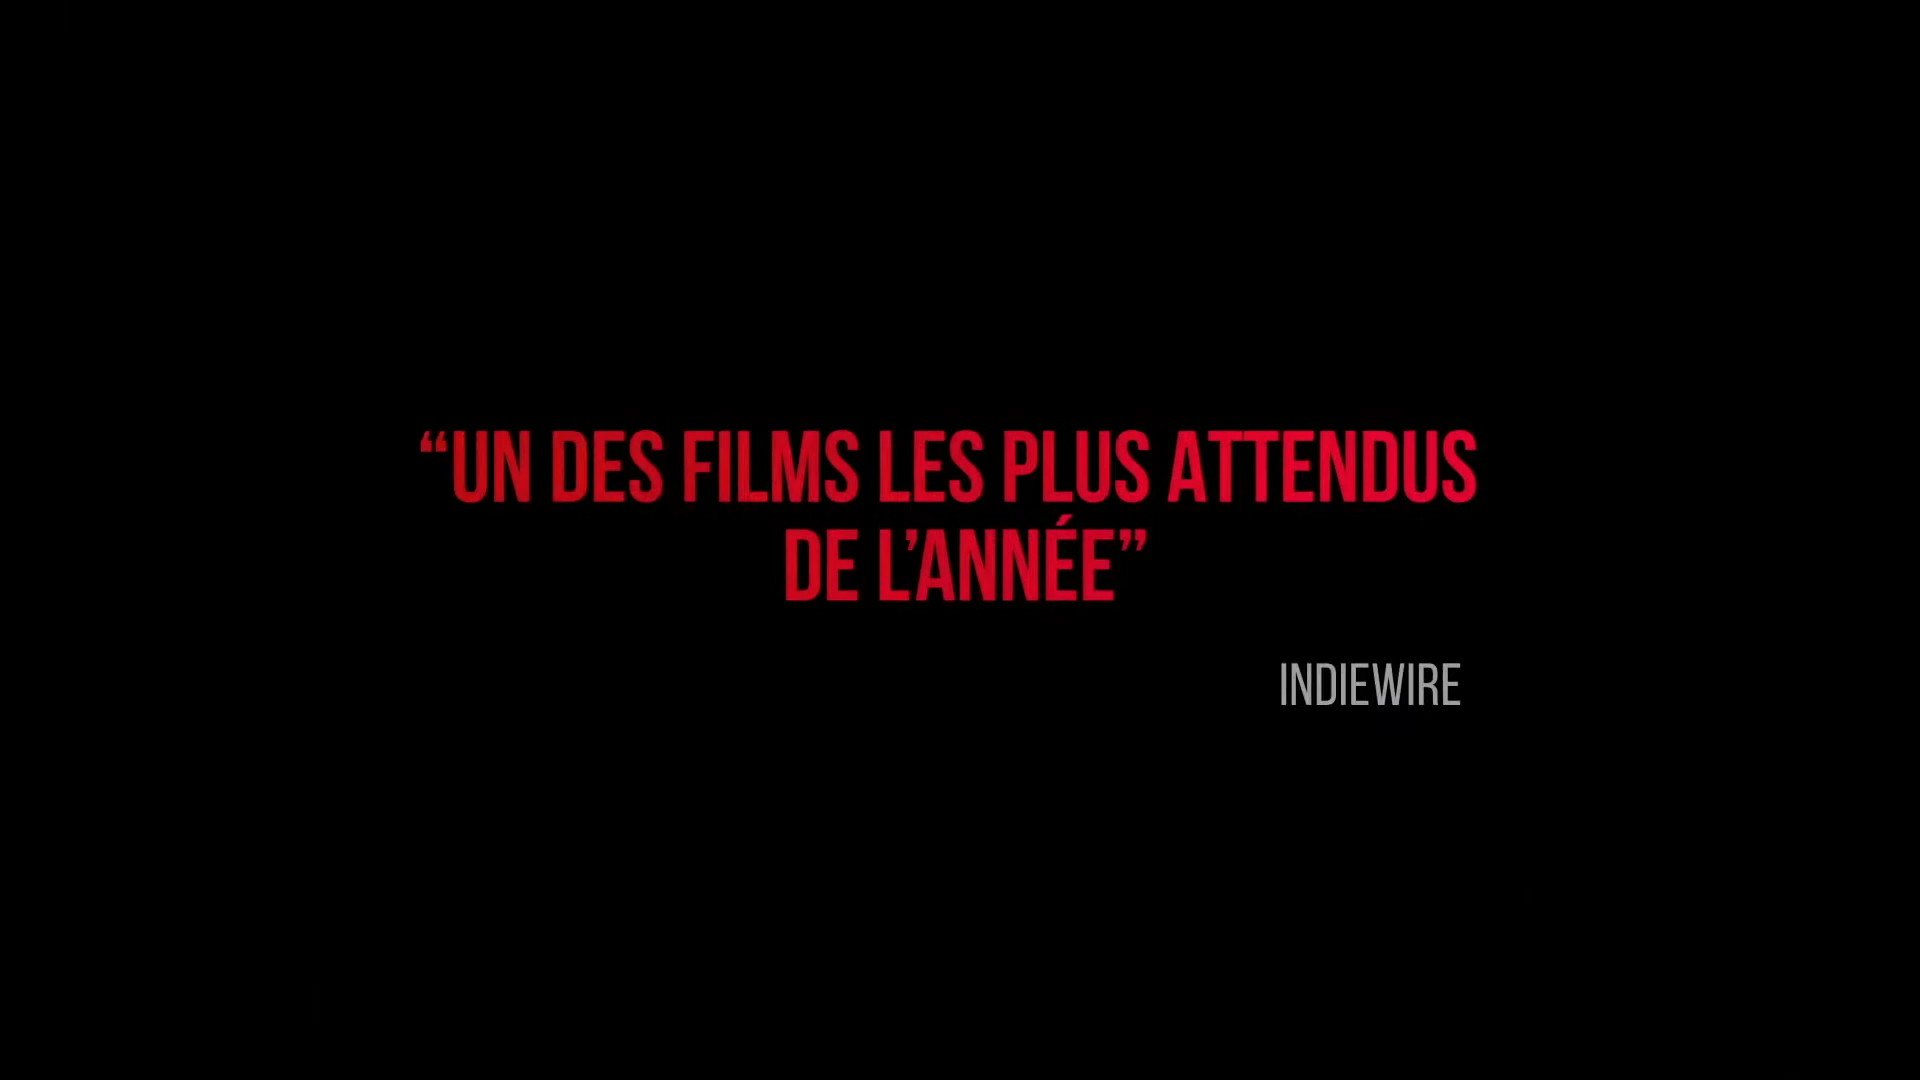 “UN DES FILMS LES PLUS ATTENDUS
DE L’ANNÉE”
INDIEWIRE